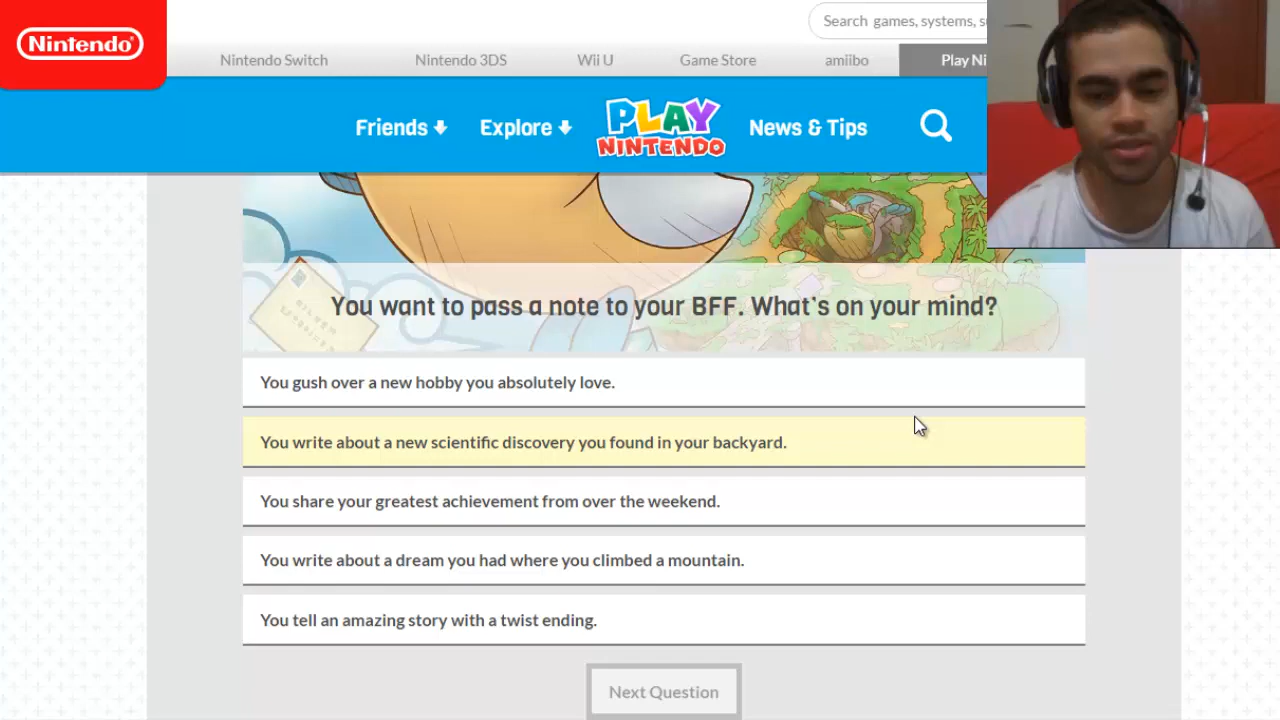 Nintendo
Search games, systems, su
Nintendo Switch
Nintendo 3DS
Wii U
Game Store
amiibo
Play Ni
Friends
Explore
PLAY
NINTENDO
News & Tips
You want to pass a note to your BFF. What's on your mind?
You gush over a new hobby you absolutely love.
You write about a new scientific discovery you found in your backyard.
You share your greatest achievement from over the weekend.
You write about a dream you had where you climbed a mountain.
You tell an amazing story with a twist ending.
Next Question